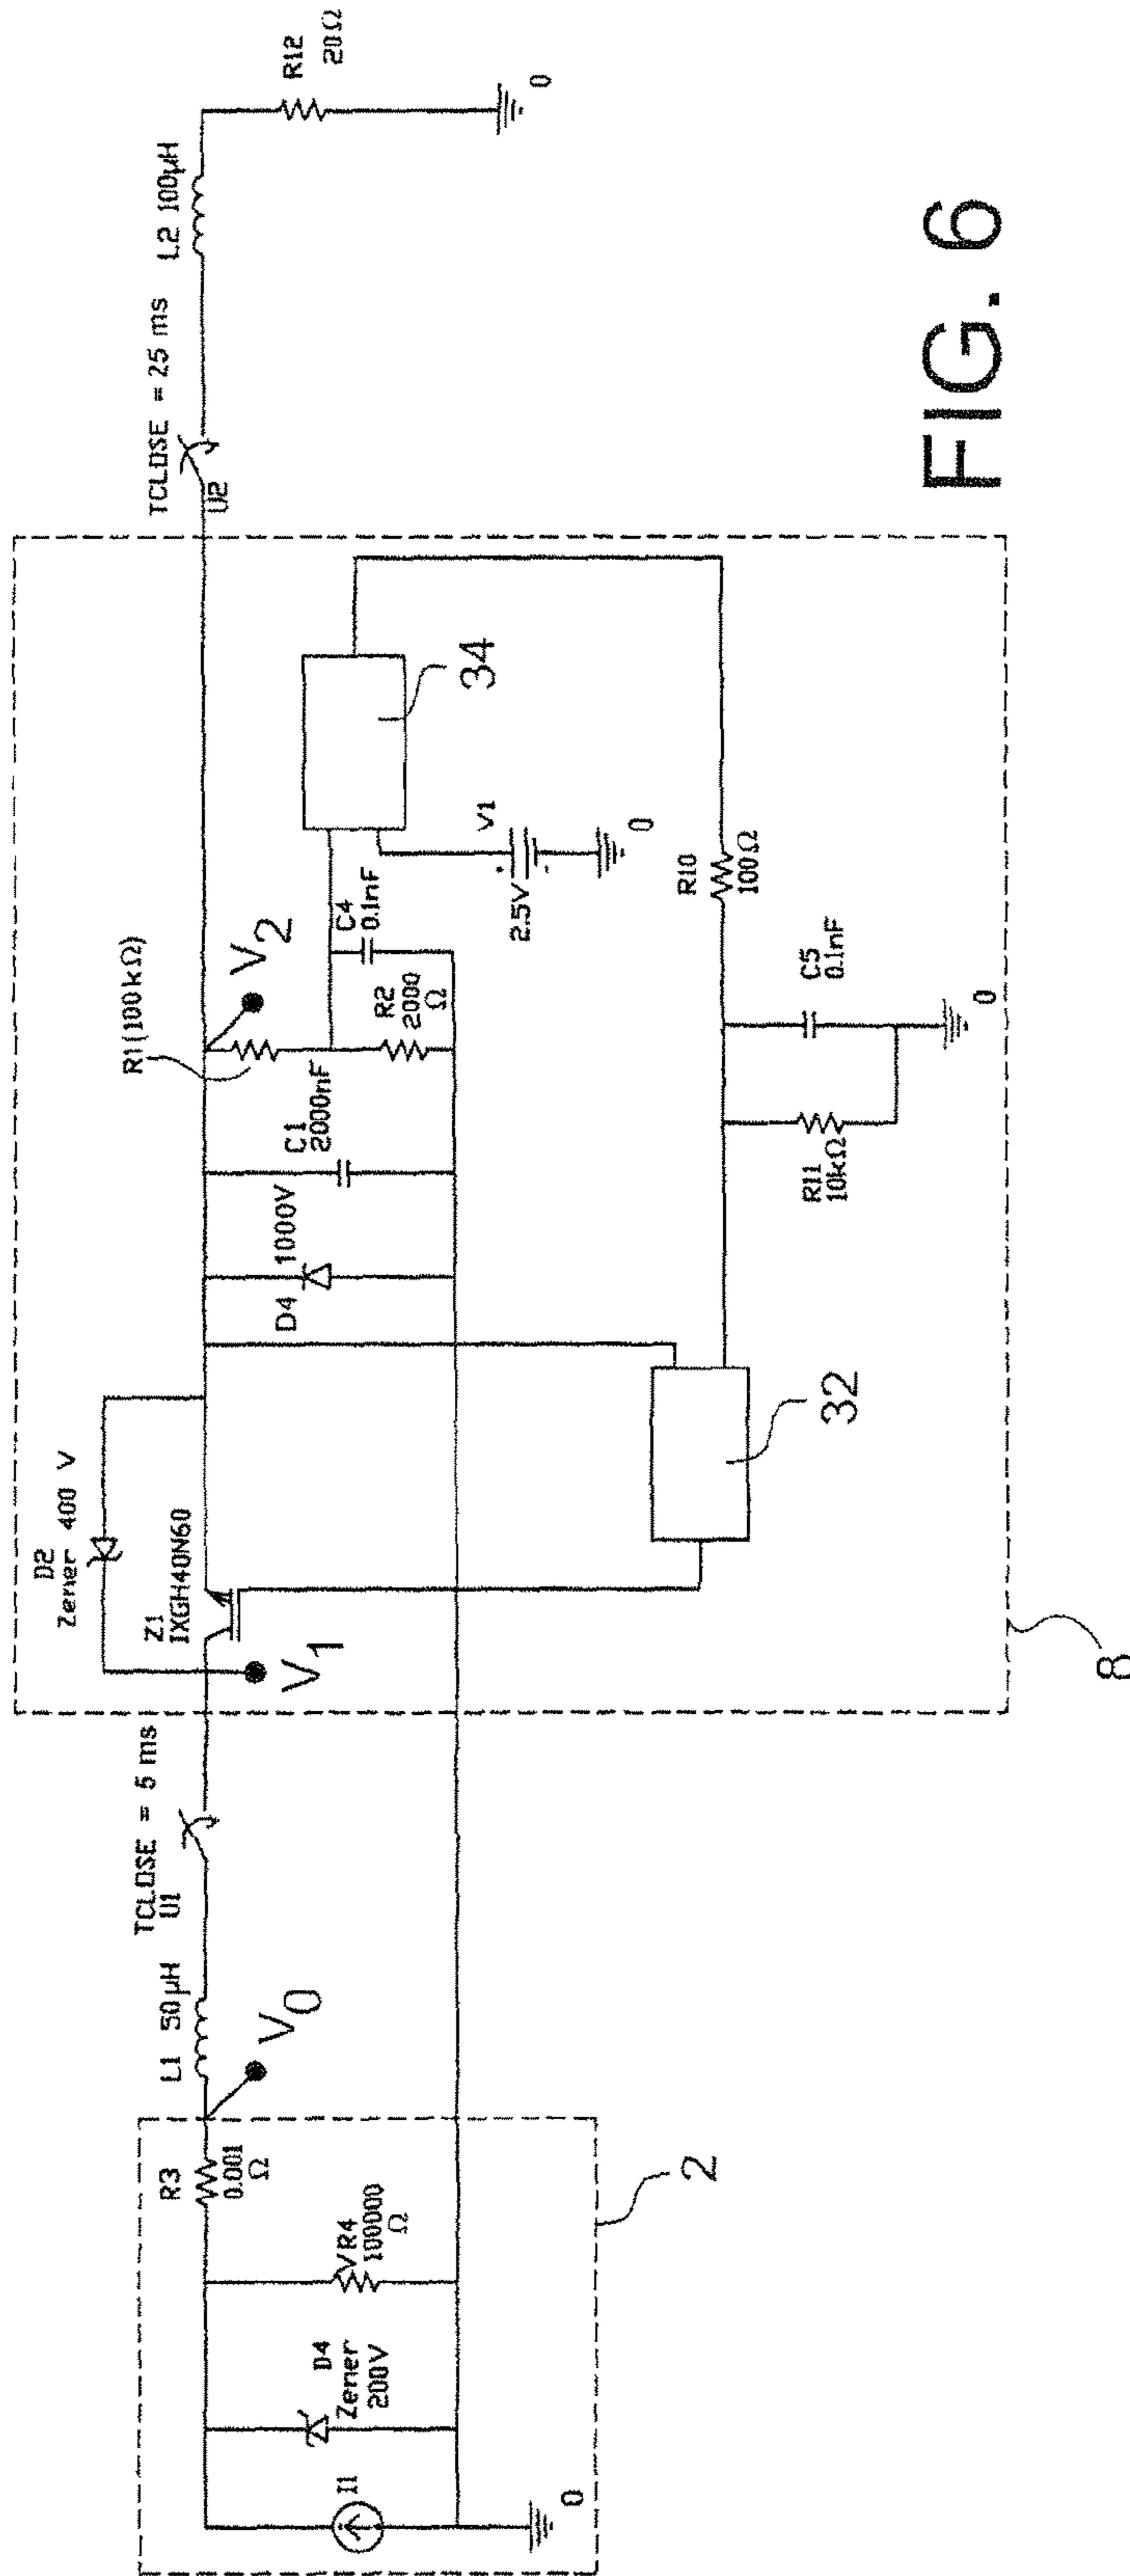 I1
D4
Zener
200V
VR4
100000
Ω
R3
0.001
Ω
0
2
L1 50µH
V0
TCLOSE = 5 ms
U1
V1
Z1
IXGH40N60
D2
Zener 400 V
D4 1000V
C1
2000nF
R1(100kΩ)
V2
R2
2000
Ω
C4
0.1nF
2.5V
+
-
V1
0
34
32
R10
100Ω
R11
10kΩ
C5
0.1nF
0
8
TCLOSE = 25 ms
U2
L2 100µH
R12
20Ω
0
FIG. 6